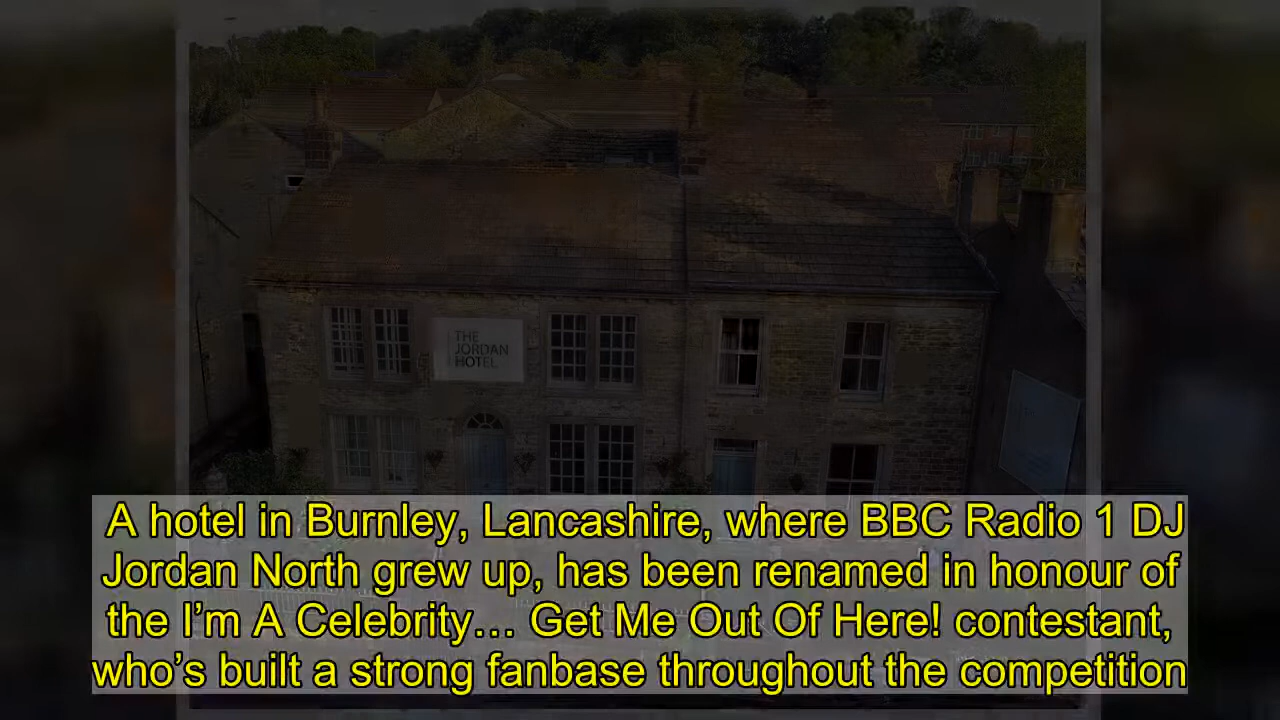 THE
JORDAN
HOTEL
A hotel in Burnley, Lancashire, where BBC Radio 1 DJ
Jordan North grew up, has been renamed in honour of
the I’m A Celebrity… Get Me Out Of Here! contestant,
who’s built a strong fanbase throughout the competition